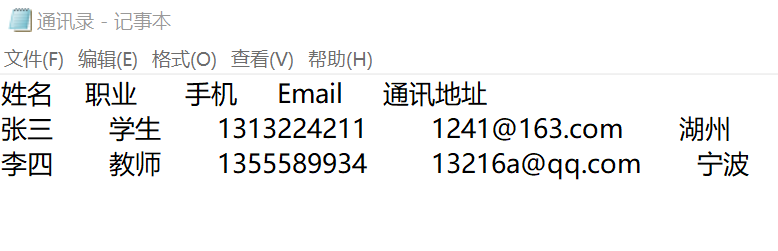 通讯录 - 记事本
文件(F) 编辑(E) 格式(O) 查看(V) 帮助(H)
姓名 职业 手机 Email 通讯地址
张三 学生 1313224211 1241@163.com 湖州
李四 教师 1355589934 13216a@qq.com 宁波